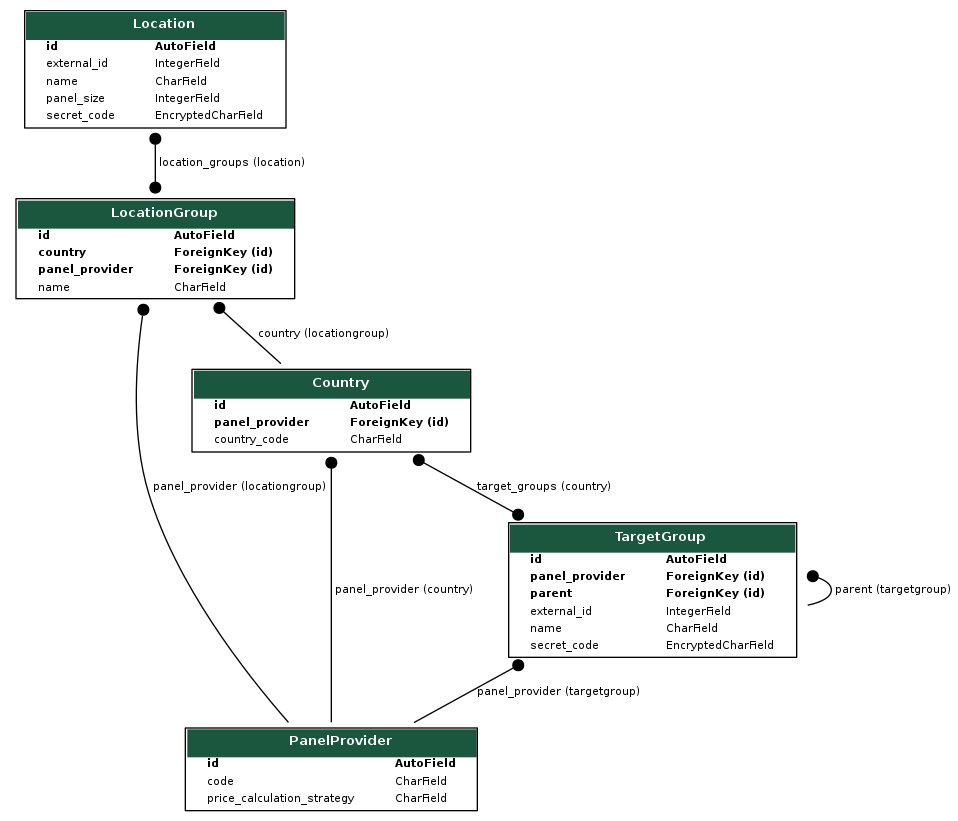 Location
id AutoField
external_id IntegerField
name CharField
panel_size IntegerField
secret_code EncryptedCharField
location_groups (location)
LocationGroup
id AutoField
country ForeignKey (id)
panel_provider ForeignKey (id)
name CharField
country (locationgroup)
Country
id AutoField
panel_provider ForeignKey (id)
country_code CharField
panel_provider (locationgroup)
target_groups (country)
TargetGroup
id AutoField
panel_provider ForeignKey (id)
parent ForeignKey (id)
external_id IntegerField
name CharField
secret_code EncryptedCharField
panel_provider (country)
parent (targetgroup)
panel_provider (targetgroup)
PanelProvider
id AutoField
code CharField
price_calculation_strategy CharField